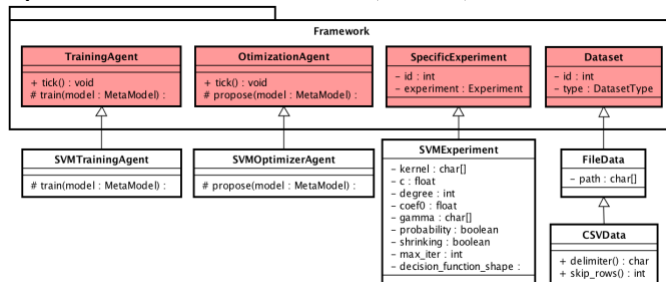 Framework
TrainingAgent
+ tick() : void
# train(model : MetaModel) :
OtimizationAgent
+ tick() : void
# propose(model : MetaModel) :
SpecificExperiment
- id : int
- experiment : Experiment
Dataset
- id : int
- type : DatasetType
SVMTrainingAgent
# train(model : MetaModel) :
SVMOptimizerAgent
# propose(model : MetaModel) :
SVMExperiment
- kernel : char[]
- c : float
- degree : int
- coef0 : float
- gamma : char[]
- probability : boolean
- shrinking : boolean
- max_iter : int
- decision_function_shape :
FileData
- path : char[]
CSVData
+ delimiter() : char
+ skip_rows() : int